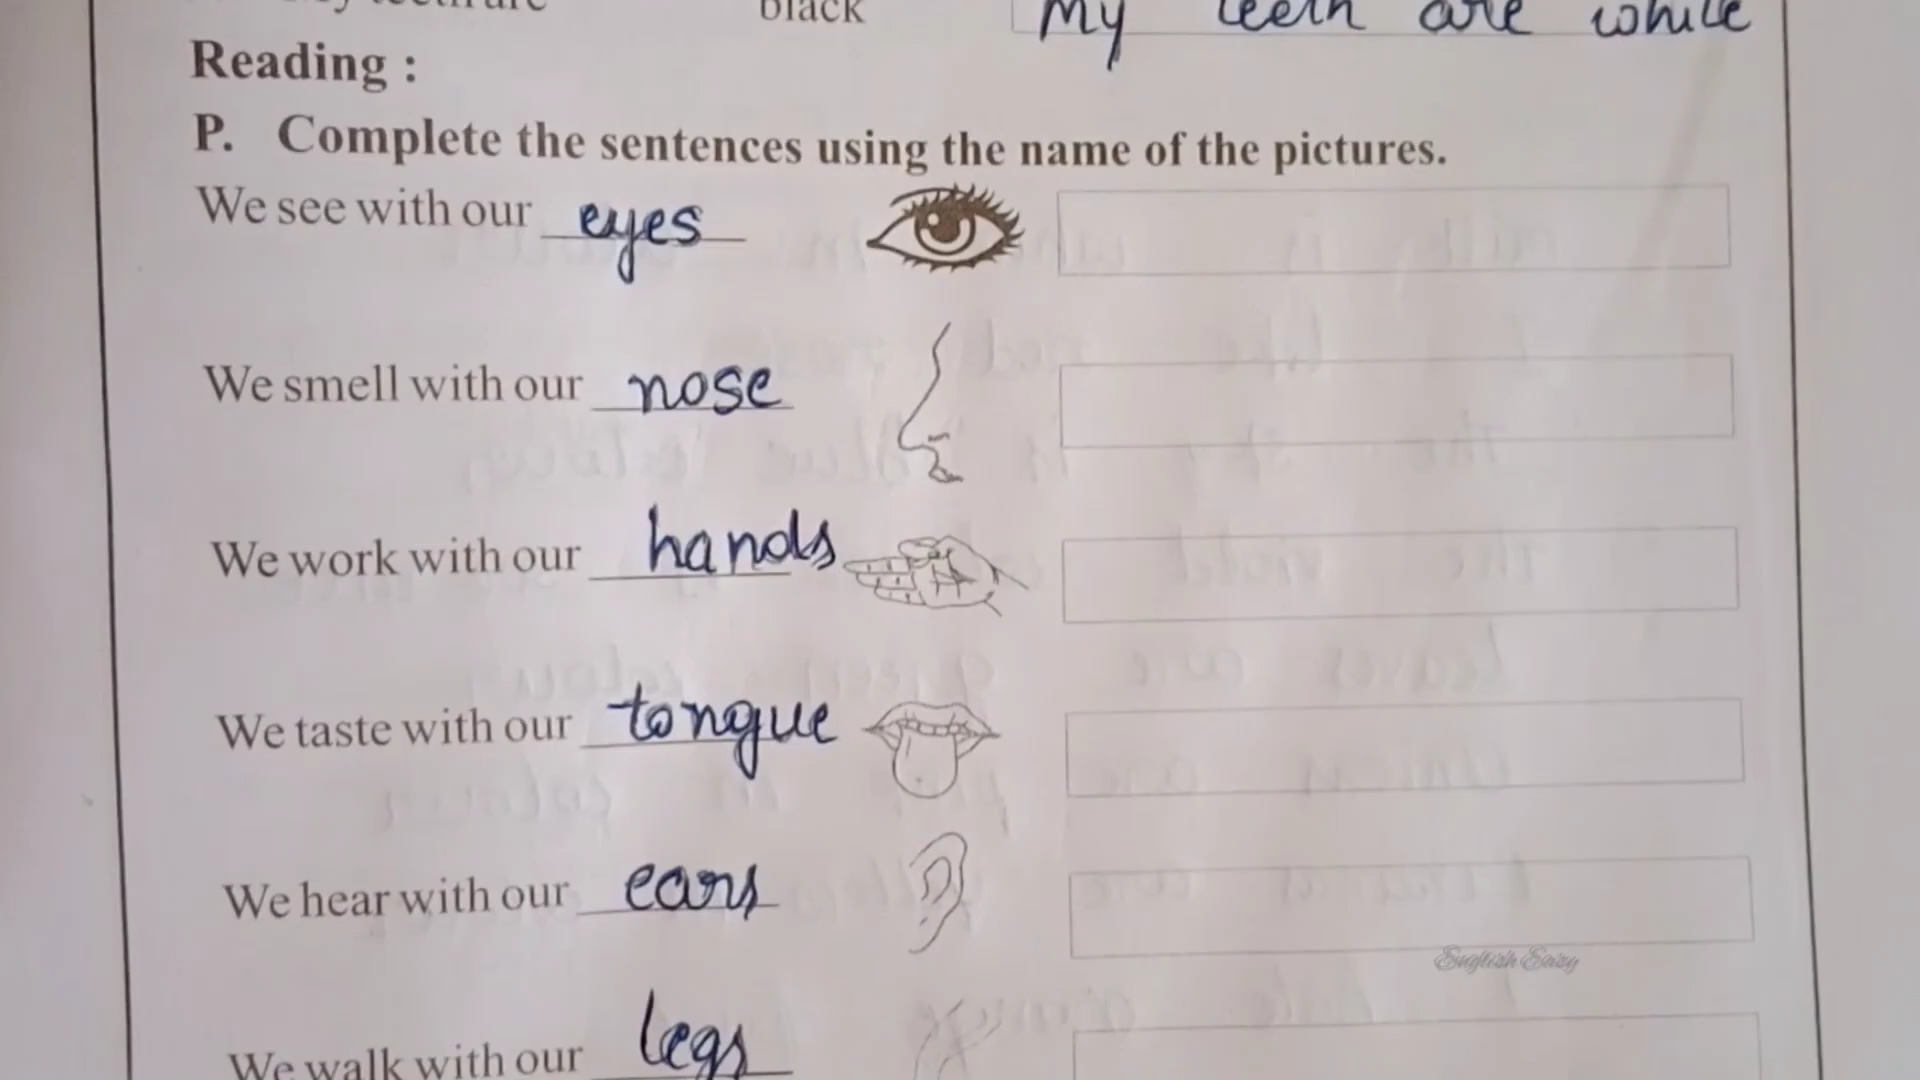 black My teeth are white
Reading :
P. Complete the sentences using the name of the pictures.
We see with our eyes
We smell with our nose
We work with our hands
We taste with our tongue
We hear with our ears
English Easy
We walk with our legs